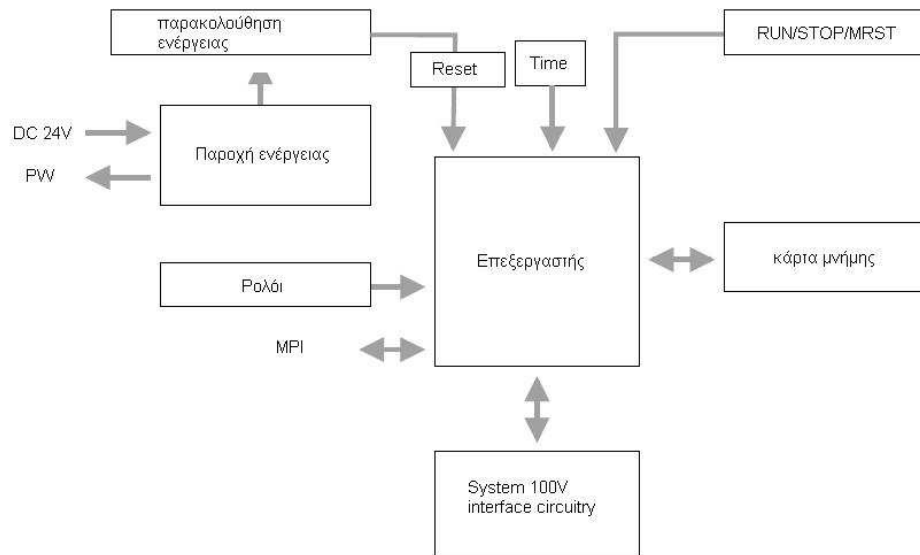 παρακολούθηση
ενέργειας
RUN/STOP/MRST
Reset
Time
DC 24V
Παροχή ενέργειας
PW
Επεξεργαστής
κάρτα μνήμης
Ρολόι
MPI
System 100V
interface circuitry